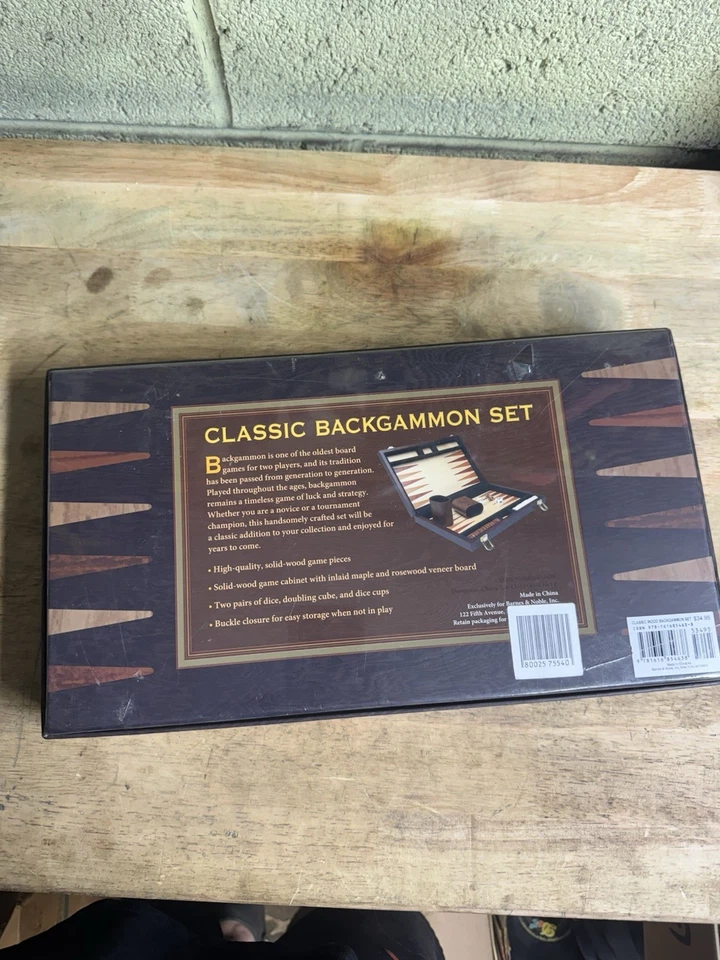 CLASSIC BACKGAMMON SET
Backgammon is one of the oldest board
games for two players, and its tradition
has been passed from generation to generation.
Played throughout the ages, backgammon
remains a timeless game of luck and strategy.
Whether you are a novice or a tournament
champion, this handsomely crafted set will be
a classic addition to your collection and enjoyed for
years to come.
• High-quality, solid-wood game pieces
• Solid-wood game cabinet with inlaid maple and rosewood veneer board
• Two pairs of dice, doubling cube, and dice cups
• Buckle closure for easy storage when not in play
Made in China
Exclusively for Barnes & Noble, Inc.
122 Fifth Avenue,
Retain packaging for
80025 75540
CLASSIC WOOD BACKGAMMON SET $34.95
53495
Made in China